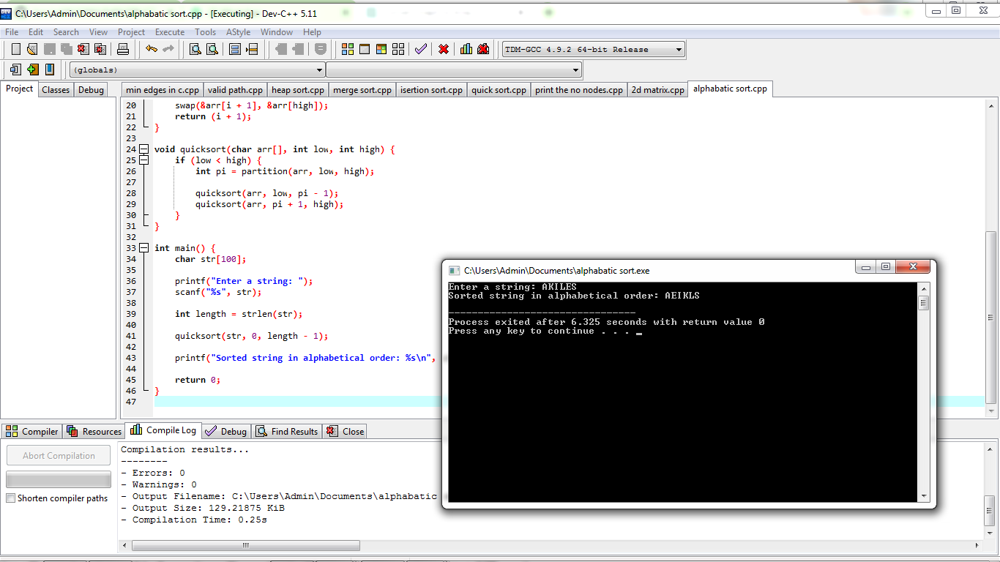 C:\Users\Admin\Documents\alphabatic sort.cpp - [Executing] - Dev-C++ 5.11
File Edit Search View Project Execute Tools AStyle Window Help
TDM-GCC 4.9.2 64-bit Release
(globals)
Project Classes Debug
min edges in c.cpp valid path.cpp heap sort.cpp merge sort.cpp isertion sort.cpp quick sort.cpp print the no nodes.cpp 2d matrix.cpp alphabatic sort.cpp
20 swap(&arr[i + 1], &arr[high]);
21 return (i + 1);
22 }
23
24 void quicksort(char arr[], int low, int high) {
25 if (low < high) {
26 int pi = partition(arr, low, high);
27
28 quicksort(arr, low, pi - 1);
29 quicksort(arr, pi + 1, high);
30 }
31 }
32
33 int main() {
34 char str[100];
35
36 printf("Enter a string: ");
37 scanf("%s", str);
38
39 int length = strlen(str);
40
41 quicksort(str, 0, length - 1);
42
43 printf("Sorted string in alphabetical order: %s\n",
44
45 return 0;
46 }
47
C:\Users\Admin\Documents\alphabatic sort.exe
Enter a string: AKILES
Sorted string in alphabetical order: AEIKLS
--------------------------------
Process exited after 6.325 seconds with return value 0
Press any key to continue . . . _
Compiler Resources Compile Log Debug Find Results Close
Abort Compilation
Shorten compiler paths
Compilation results...
--------
- Errors: 0
- Warnings: 0
- Output Filename: C:\Users\Admin\Documents\alphabatic
- Output Size: 129.21875 KiB
- Compilation Time: 0.25s